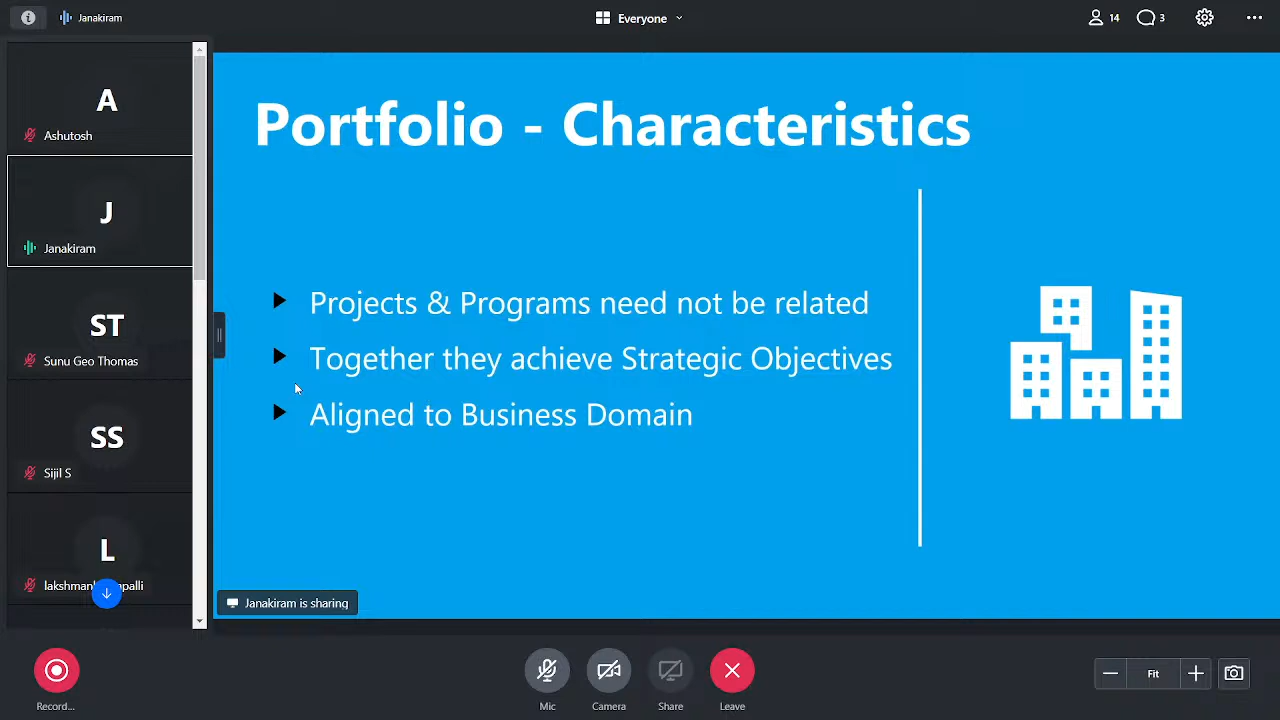 Janakiram
Everyone
14
3
A
Ashutosh
J
Janakiram
ST
Sunu Geo Thomas
SS
Sijil S
L
Portfolio - Characteristics
Projects & Programs need not be related
Together they achieve Strategic Objectives
Aligned to Business Domain
Janakiram is sharing
Record...
Mic
Camera
Share
Leave
Fit